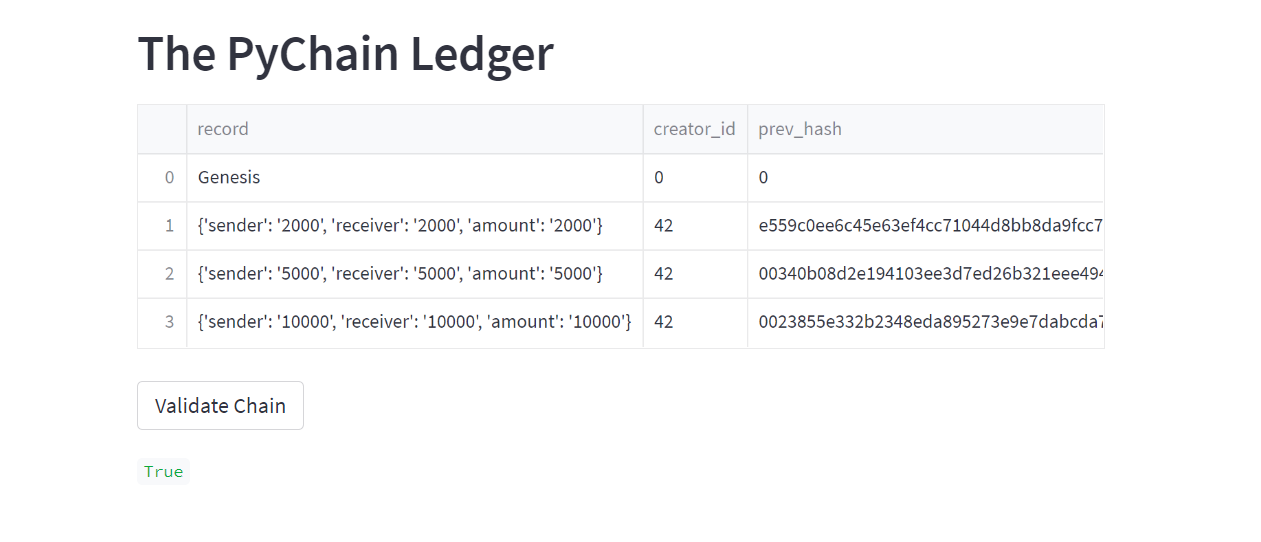 The PyChain Ledger
record creator_id prev_hash
0 Genesis 0 0
1 {'sender': '2000', 'receiver': '2000', 'amount': '2000'} 42 e559c0ee6c45e63ef4cc71044d8bb8da9fcc7
2 {'sender': '5000', 'receiver': '5000', 'amount': '5000'} 42 00340b08d2e194103ee3d7ed26b321eee494
3 {'sender': '10000', 'receiver': '10000', 'amount': '10000'} 42 0023855e332b2348eda895273e9e7dabcda7
Validate Chain
True